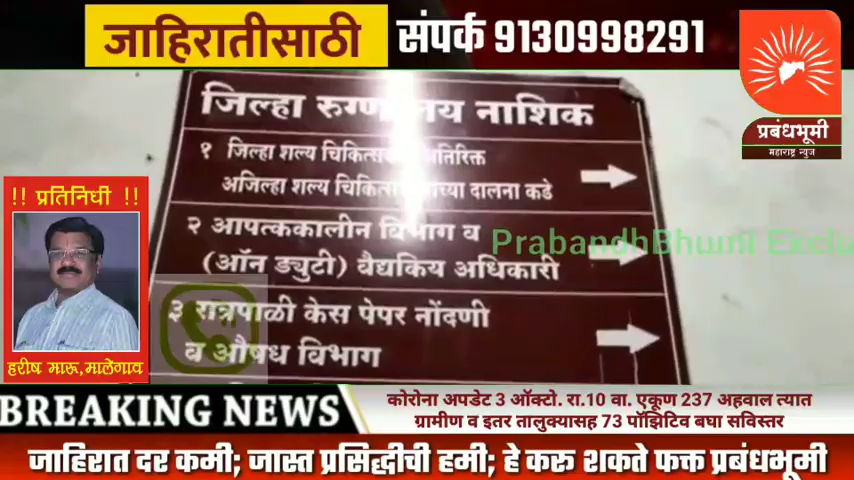 जाहिरातीसाठी
संपर्क 9130998291
प्रबंधभूमी
महाराष्ट्र न्युज
जिल्हा रुग्णालय नाशिक
१ जिल्हा शल्य चिकित्सक अतिरिक्त
अजिल्हा शल्य चिकित्सकाच्या दालना कडे
२ आपत्ककालीन विभाग व
(ऑन ड्युटी) वैद्यकिय अधिकारी
३ रात्रपाळी केस पेपर नोंदणी
व औषध विभाग
PrabandhBhumi Exclu
!! प्रतिनिधी !!
हरीष मारू,मालेगाव
BREAKING NEWS
कोरोना अपडेट 3 ऑक्टो. रा.10 वा. एकूण 237 अहवाल त्यात
ग्रामीण व इतर तालुक्यासह 73 पॉझिटिव बघा सविस्तर
जाहिरात दर कमी; जास्त प्रसिद्धीची हमी; हे करू शकते फक्त प्रबंधभूमी